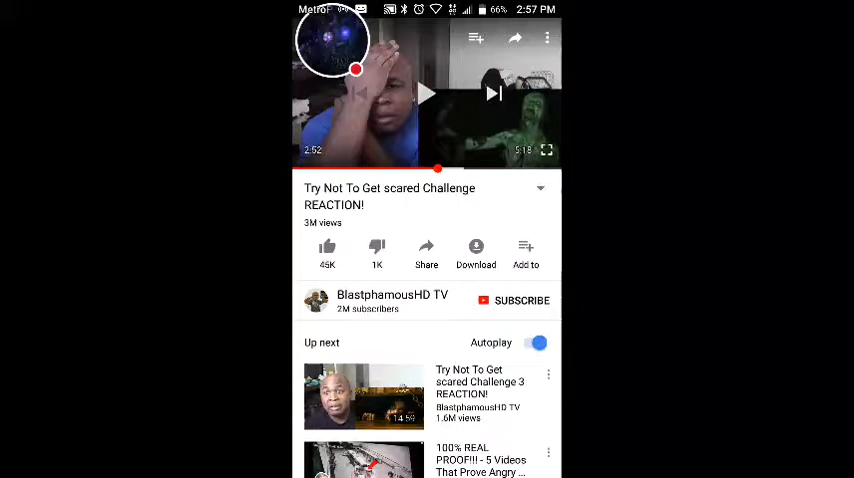 MetroP 66% 2:57 PM
2:52 5:18
Try Not To Get scared Challenge
REACTION!
3M views
45K 1K Share Download Add to
BlastphamousHD TV
2M subscribers
SUBSCRIBE
Up next Autoplay
Try Not To Get
scared Challenge 3
REACTION!
BlastphamousHD TV
1.6M views
14:59
100% REAL
PROOF!!! - 5 Videos
That Prove Angry ...